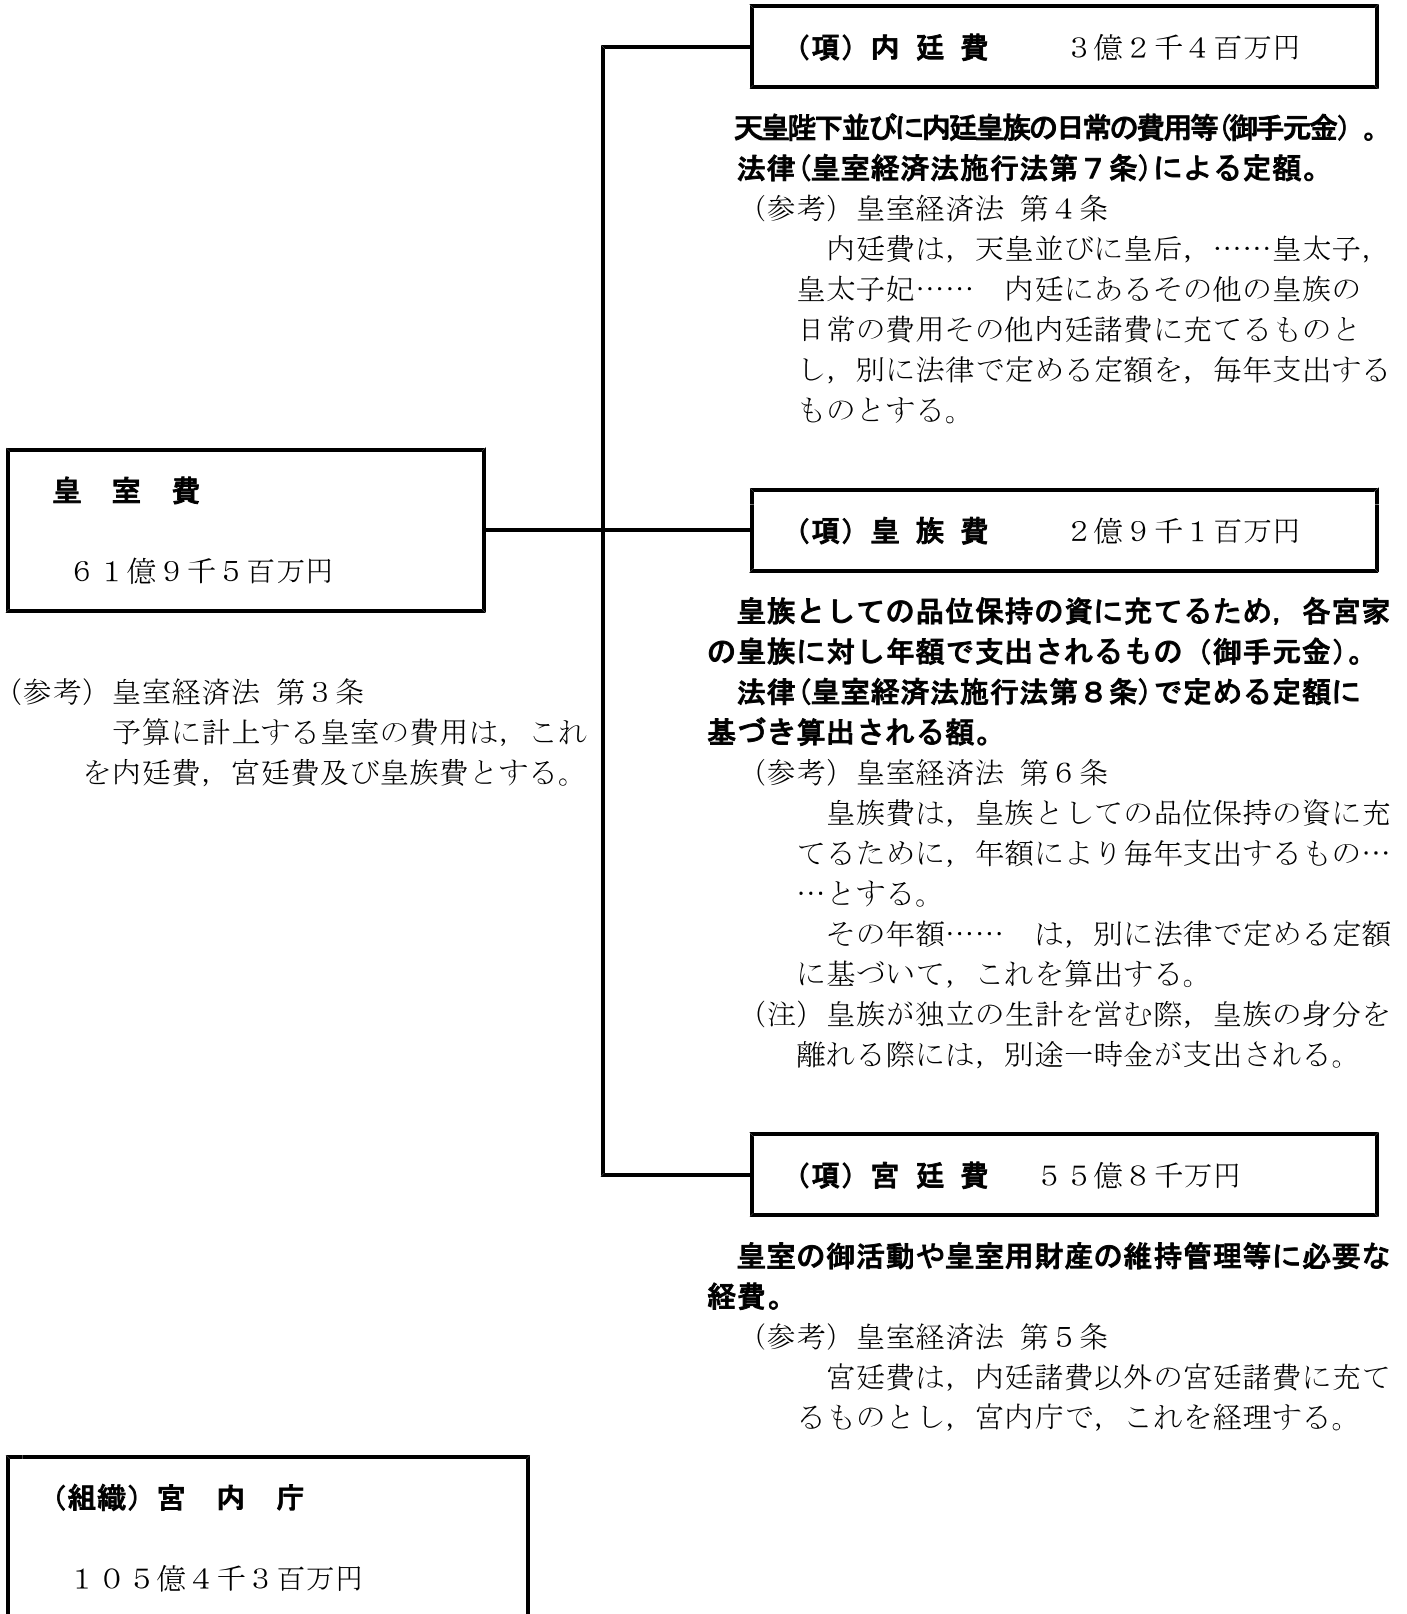 （項）内 廷 費　　３億２千４百万円
天皇陛下並びに内廷皇族の日常の費用等(御手元金）。
法律(皇室経済法施行法第７条)による定額。
（参考）皇室経済法 第４条
内廷費は，天皇並びに皇后，……皇太子，
皇太子妃……　内廷にあるその他の皇族の
日常の費用その他内廷諸費に充てるものと
し，別に法律で定める定額を，毎年支出する
ものとする。
皇　室　費
６１億９千５百万円
（参考）皇室経済法 第３条
予算に計上する皇室の費用は，これ
を内廷費，宮廷費及び皇族費とする。
（項）皇 族 費　　２億９千１百万円
皇族としての品位保持の資に充てるため，各宮家
の皇族に対し年額で支出されるもの（御手元金）。
法律(皇室経済法施行法第８条)で定める定額に
基づき算出される額。
（参考）皇室経済法 第６条
皇族費は，皇族としての品位保持の資に充
てるために，年額により毎年支出するもの…
…とする。
その年額……　は，別に法律で定める定額
に基づいて，これを算出する。
（注）皇族が独立の生計を営む際，皇族の身分を
離れる際には，別途一時金が支出される。
（項）宮 廷 費　５５億８千万円
皇室の御活動や皇室用財産の維持管理等に必要な
経費。
（参考）皇室経済法 第５条
宮廷費は，内廷諸費以外の宮廷諸費に充て
るものとし，宮内庁で，これを経理する。
（組織）宮　内　庁
１０５億４千３百万円